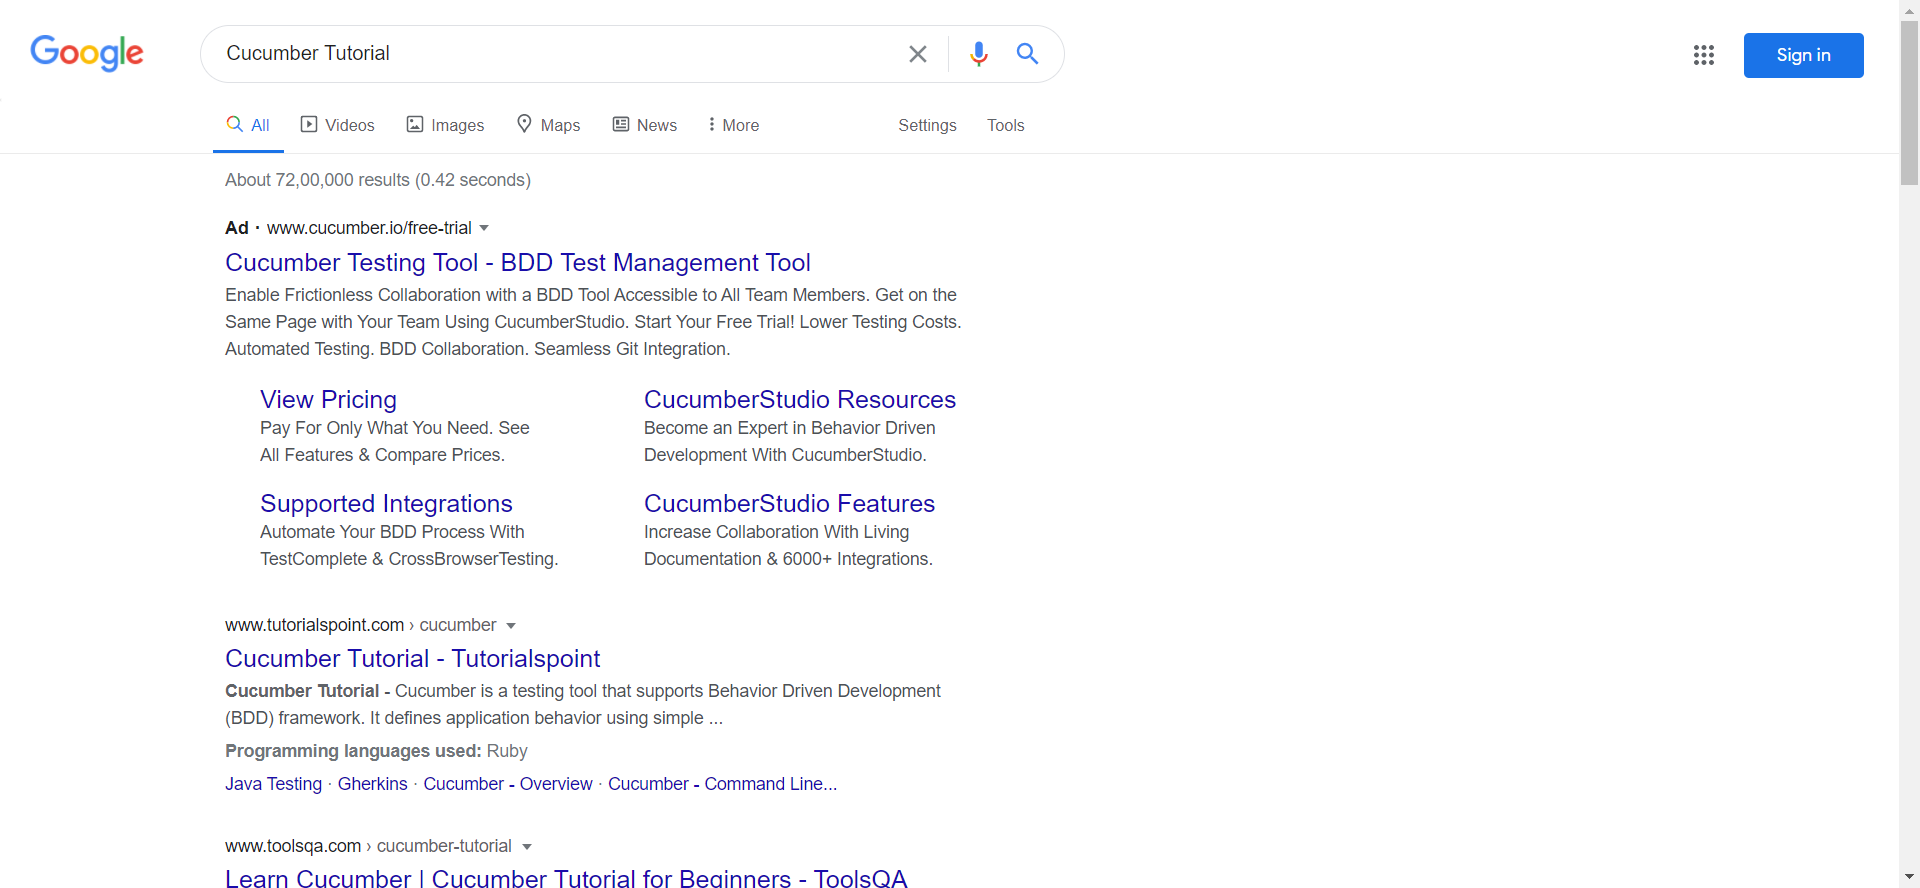 Google
Cucumber Tutorial
Sign in
All Videos Images Maps News More Settings Tools
About 72,00,000 results (0.42 seconds)
Ad · www.cucumber.io/free-trial
Cucumber Testing Tool - BDD Test Management Tool
Enable Frictionless Collaboration with a BDD Tool Accessible to All Team Members. Get on the
Same Page with Your Team Using CucumberStudio. Start Your Free Trial! Lower Testing Costs.
Automated Testing. BDD Collaboration. Seamless Git Integration.
View Pricing
Pay For Only What You Need. See
All Features & Compare Prices.
CucumberStudio Resources
Become an Expert in Behavior Driven
Development With CucumberStudio.
Supported Integrations
Automate Your BDD Process With
TestComplete & CrossBrowserTesting.
CucumberStudio Features
Increase Collaboration With Living
Documentation & 6000+ Integrations.
www.tutorialspoint.com › cucumber
Cucumber Tutorial - Tutorialspoint
Cucumber Tutorial - Cucumber is a testing tool that supports Behavior Driven Development
(BDD) framework. It defines application behavior using simple ...
Programming languages used: Ruby
Java Testing · Gherkins · Cucumber - Overview · Cucumber - Command Line...
www.toolsqa.com › cucumber-tutorial
Learn Cucumber | Cucumber Tutorial for Beginners - ToolsQA